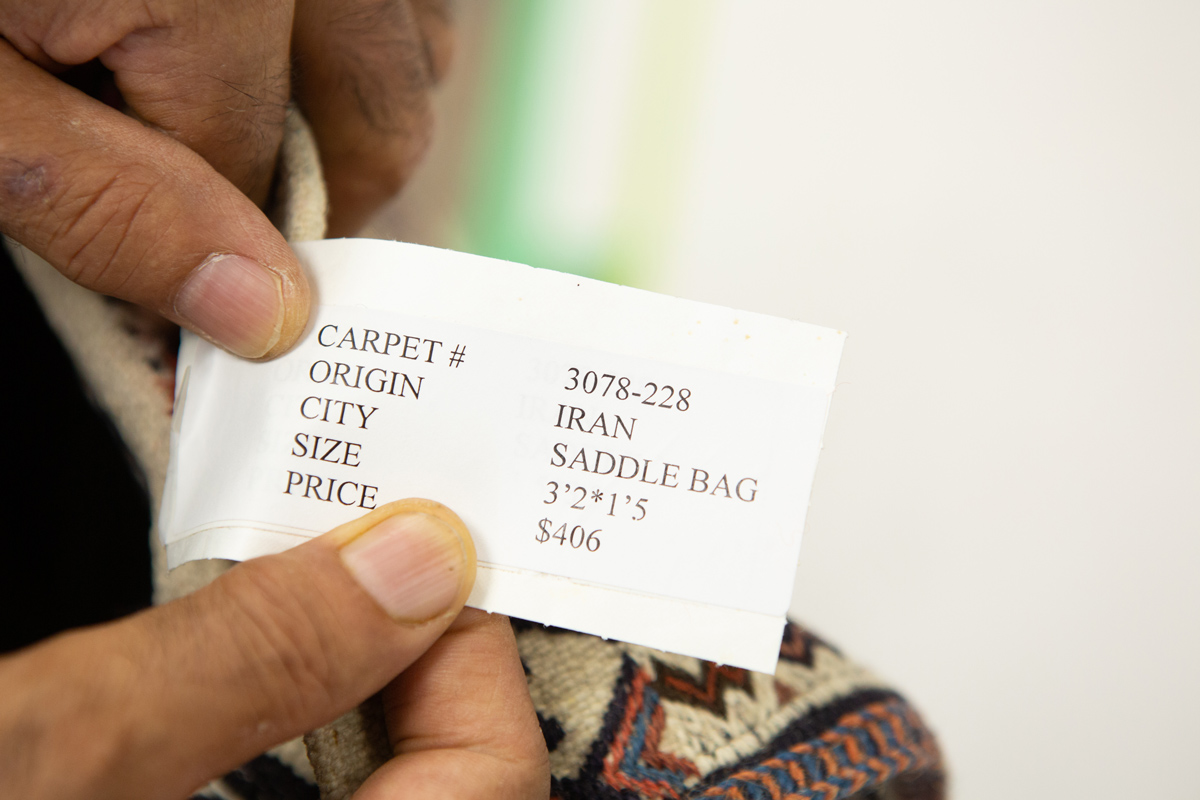 CARPET # 3078-228
ORIGIN IRAN
CITY SADDLE BAG
SIZE 3’2*1’5
PRICE $406